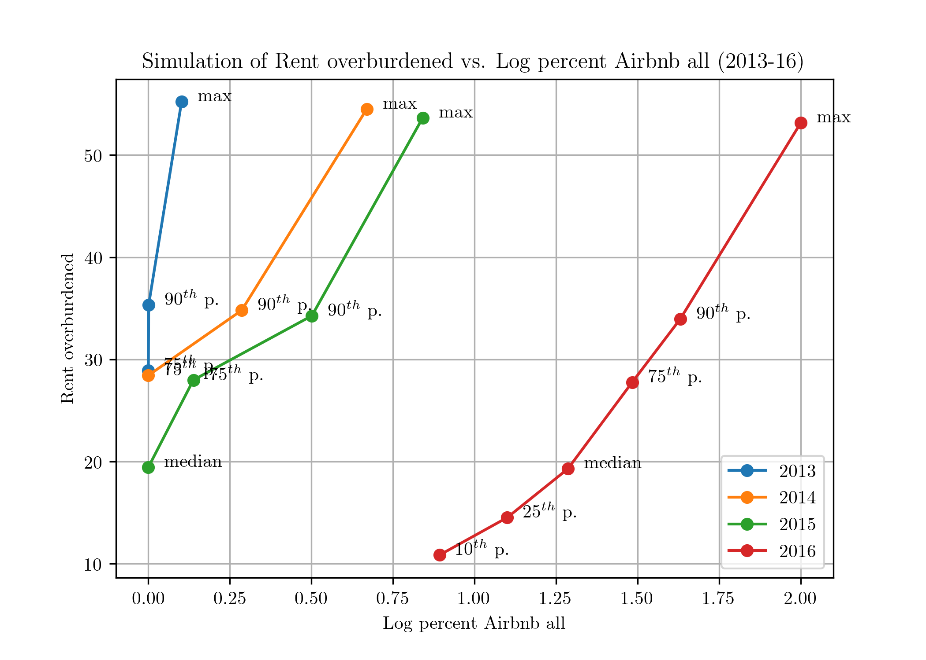 Simulation of Rent overburdened vs. Log percent Airbnb all (2013-16)
max
max
max
max
50
40
90th p.
90th p.
90th p.
90th p.
30
75th p.
75th p.
75th p.
75th p.
20
median
median
25th p.
10th p.
10
Rent overburdened
2013
2014
2015
2016
0.00 0.25 0.50 0.75 1.00 1.25 1.50 1.75 2.00
Log percent Airbnb all